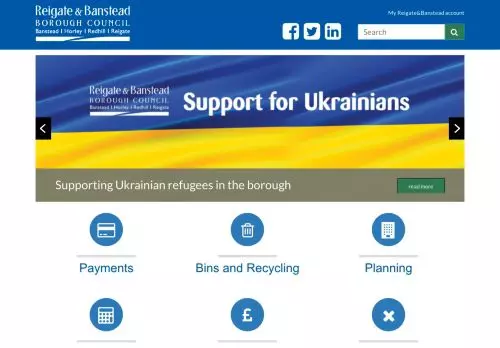 Reigate & Banstead
BOROUGH COUNCIL
Banstead | Horley | Redhill | Reigate
My Reigate&Banstead account
Search
Reigate & Banstead
BOROUGH COUNCIL
Banstead | Horley | Redhill | Reigate
Support for Ukrainians
Supporting Ukrainian refugees in the borough
read more
Payments
Bins and Recycling
Planning